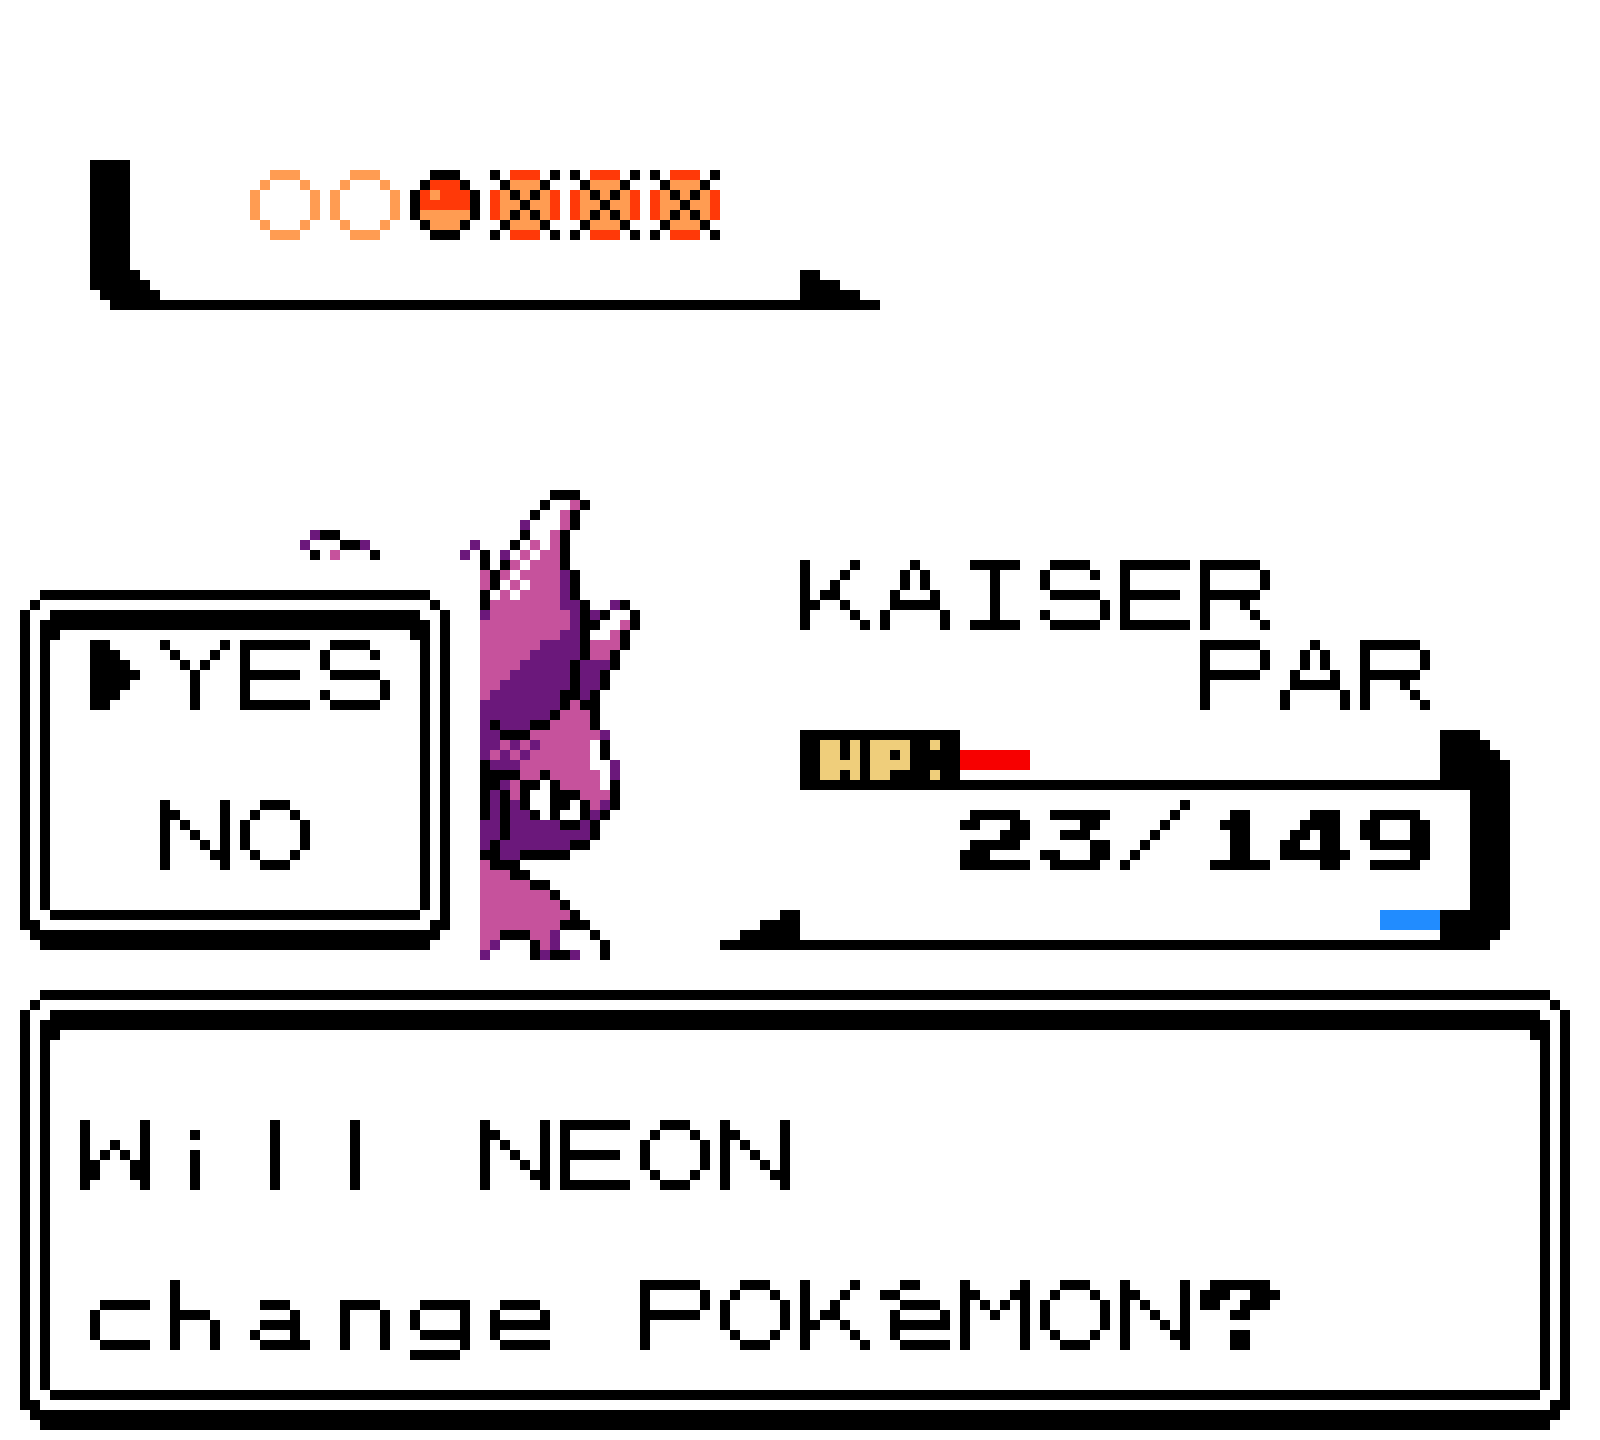 KAISER
PAR
HP:
23/149
▶YES
NO
Will NEON
change POKéMON?